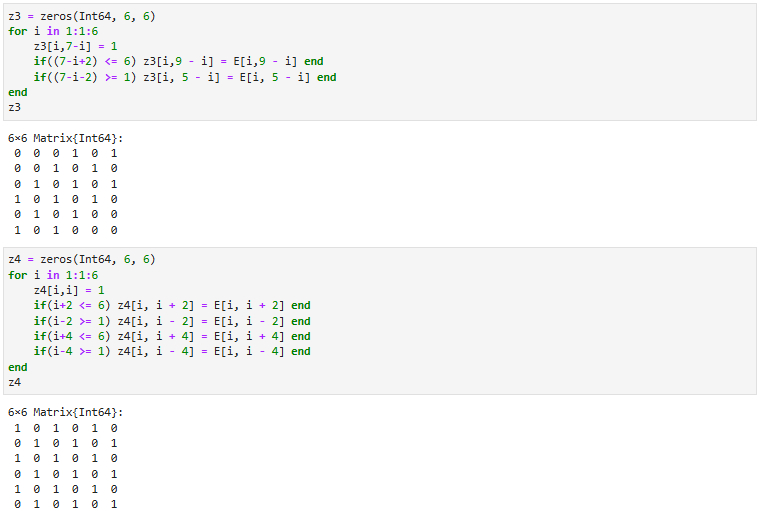 z3 = zeros(Int64, 6, 6)
for i in 1:1:6
    z3[i,7-i] = 1
    if((7-i+2) <= 6) z3[i,9 - i] = E[i,9 - i] end
    if((7-i-2) >= 1) z3[i, 5 - i] = E[i, 5 - i] end
end
z3
6×6 Matrix{Int64}:
 0  0  0  1  0  1
 0  0  1  0  1  0
 0  1  0  1  0  1
 1  0  1  0  1  0
 0  1  0  1  0  0
 1  0  1  0  0  0
z4 = zeros(Int64, 6, 6)
for i in 1:1:6
    z4[i,i] = 1
    if(i+2 <= 6) z4[i, i + 2] = E[i, i + 2] end
    if(i-2 >= 1) z4[i, i - 2] = E[i, i - 2] end
    if(i+4 <= 6) z4[i, i + 4] = E[i, i + 4] end
    if(i-4 >= 1) z4[i, i - 4] = E[i, i - 4] end
end
z4
6×6 Matrix{Int64}:
 1  0  1  0  1  0
 0  1  0  1  0  1
 1  0  1  0  1  0
 0  1  0  1  0  1
 1  0  1  0  1  0
 0  1  0  1  0  1